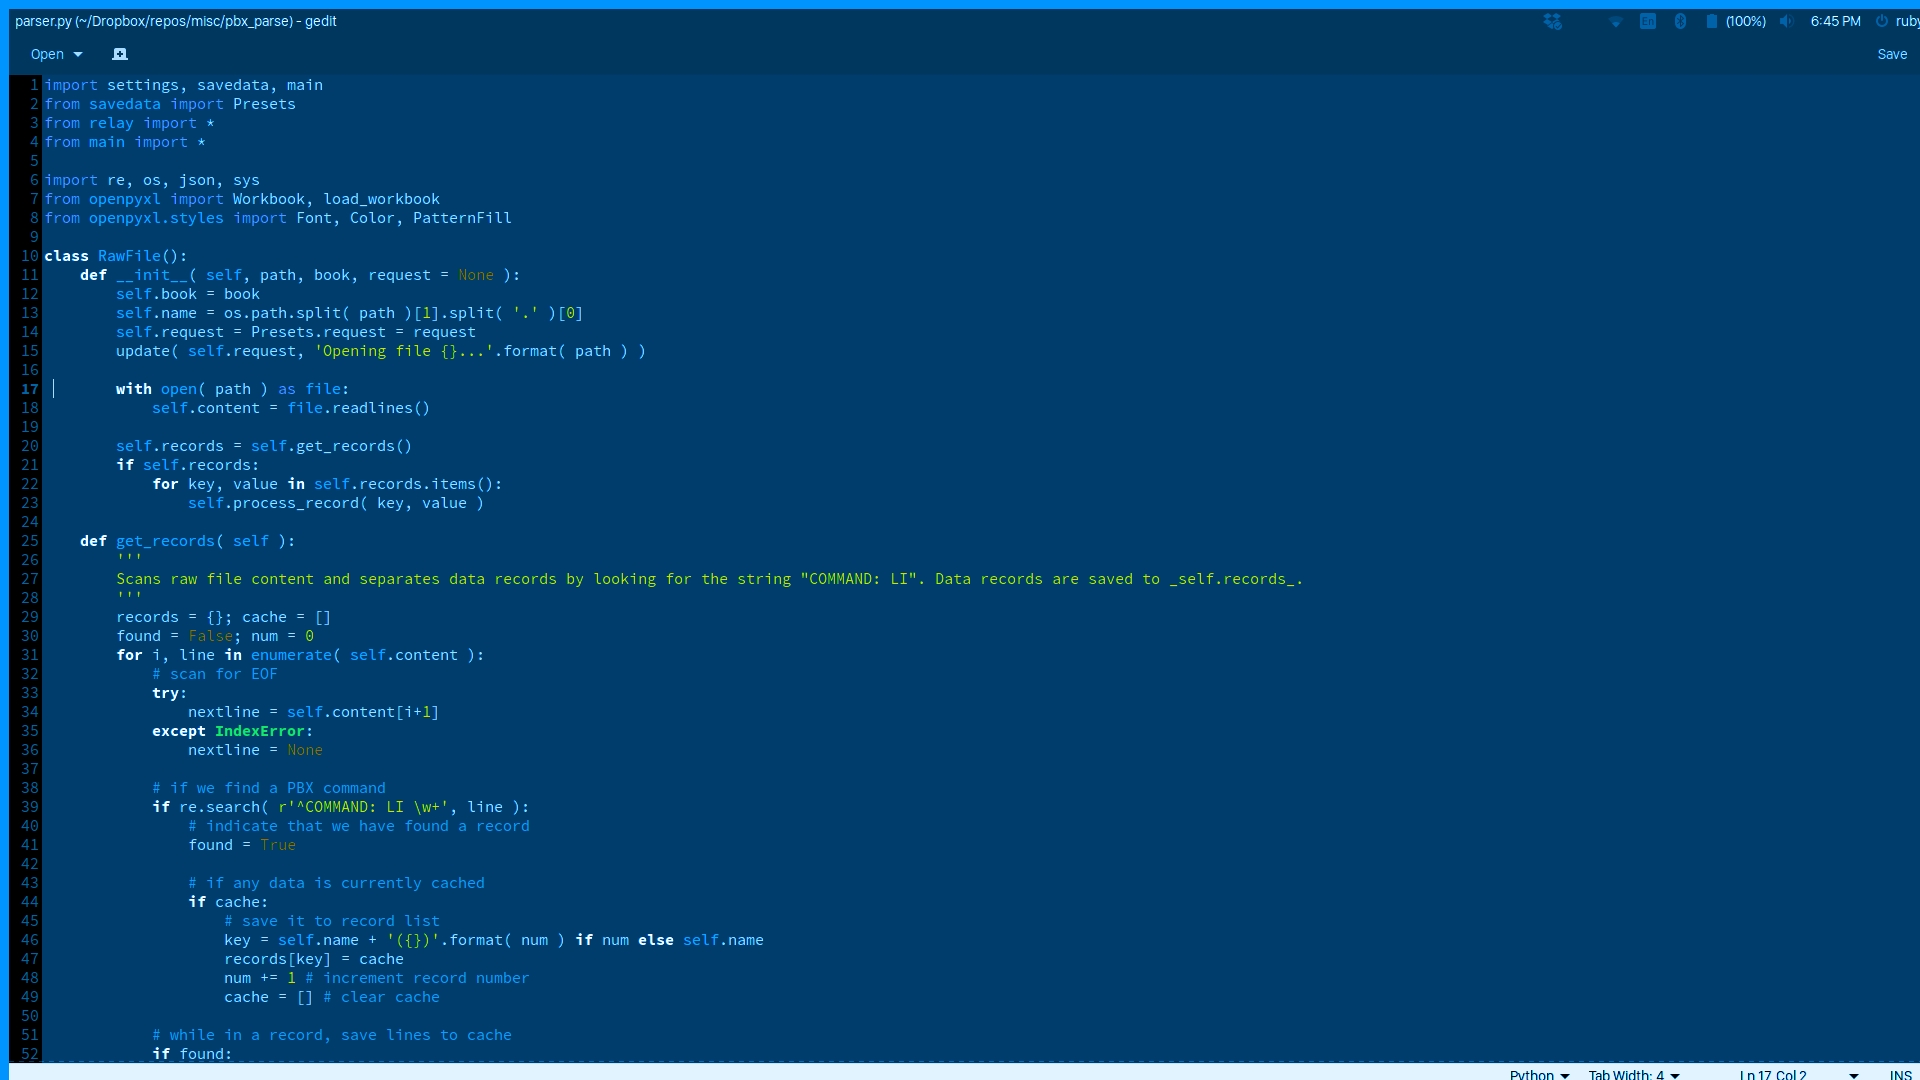 parser.py (~/Dropbox/repos/misc/pbx_parse) - gedit
En (100%) 6:45 PM ruby
Open Save
1 import settings, savedata, main
2 from savedata import Presets
3 from relay import *
4 from main import *
5
6 import re, os, json, sys
7 from openpyxl import Workbook, load_workbook
8 from openpyxl.styles import Font, Color, PatternFill
9
10 class RawFile():
11     def __init__( self, path, book, request = None ):
12         self.book = book
13         self.name = os.path.split( path )[1].split( '.' )[0]
14         self.request = Presets.request = request
15         update( self.request, 'Opening file {}...'.format( path ) )
16
17         with open( path ) as file:
18             self.content = file.readlines()
19
20         self.records = self.get_records()
21         if self.records:
22             for key, value in self.records.items():
23                 self.process_record( key, value )
24
25     def get_records( self ):
26         '''
27         Scans raw file content and separates data records by looking for the string "COMMAND: LI". Data records are saved to _self.records_.
28         '''
29         records = {}; cache = []
30         found = False; num = 0
31         for i, line in enumerate( self.content ):
32             # scan for EOF
33             try:
34                 nextline = self.content[i+1]
35             except IndexError:
36                 nextline = None
37
38             # if we find a PBX command
39             if re.search( r'^COMMAND: LI \w+', line ):
40                 # indicate that we have found a record
41                 found = True
42
43                 # if any data is currently cached
44                 if cache:
45                     # save it to record list
46                     key = self.name + '({})'.format( num ) if num else self.name
47                     records[key] = cache
48                     num += 1 # increment record number
49                     cache = [] # clear cache
50
51             # while in a record, save lines to cache
52             if found:
Python Tab Width: 4 Ln 17, Col 2 INS